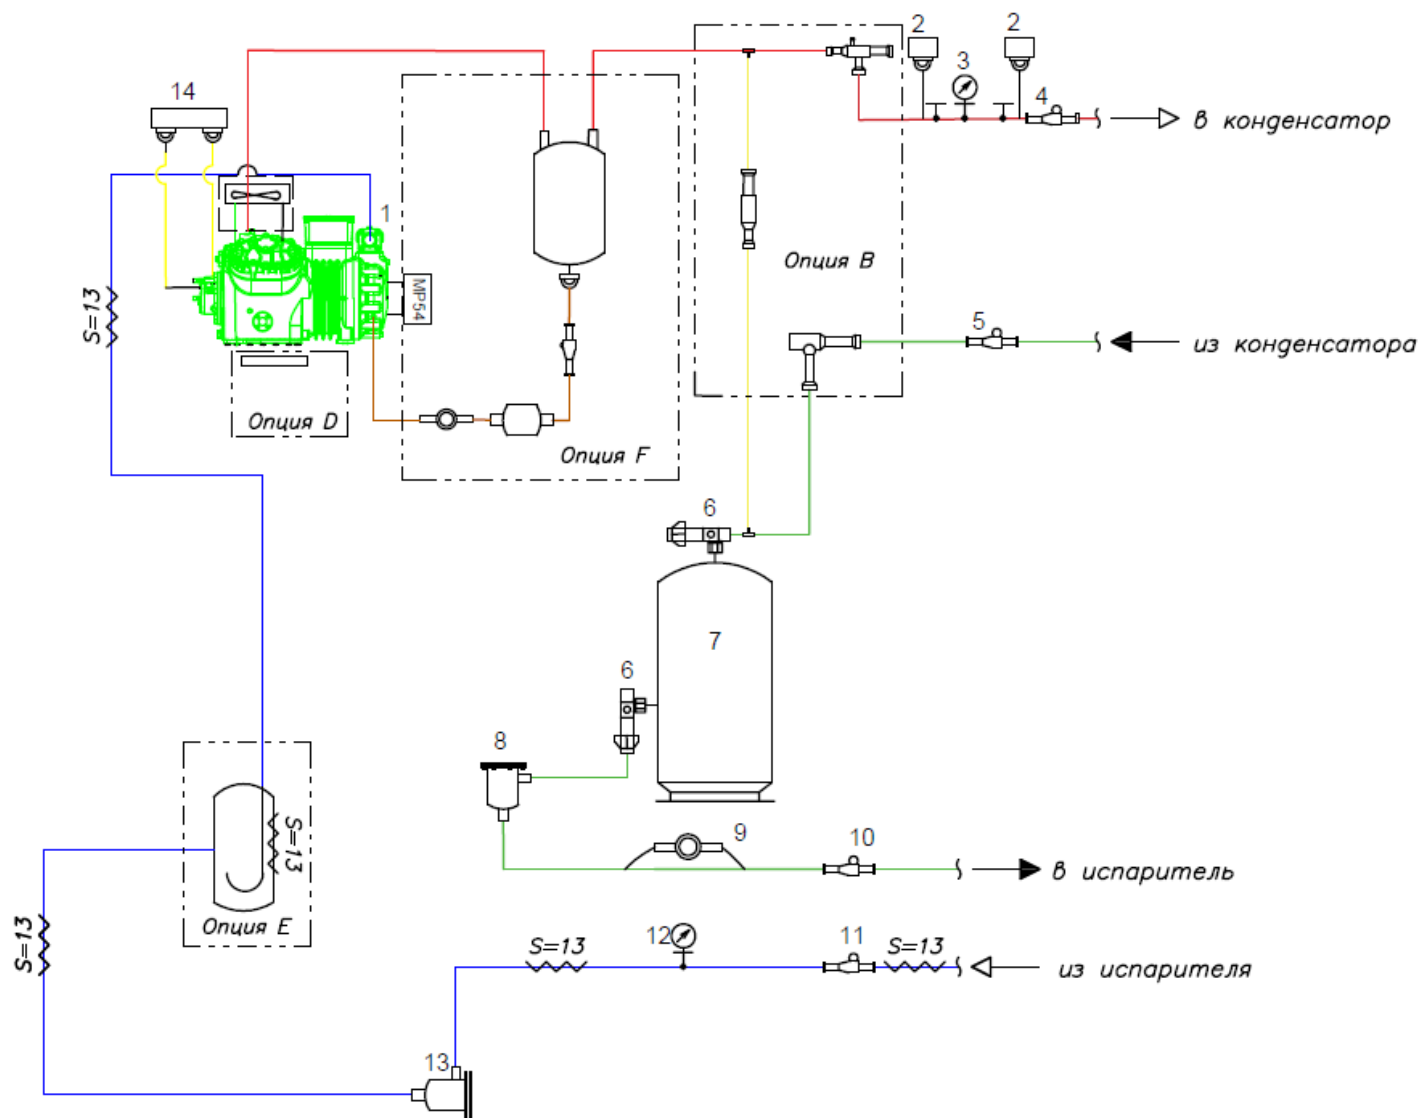 2
2
3
4
14
в конденсатор
1
MP54
Опция B
S=13
5
из конденсатора
Опция D
Опция F
6
7
6
8
S=13
9
10
в испаритель
Опция E
S=13
S=13
12
11
S=13
из испарителя
13